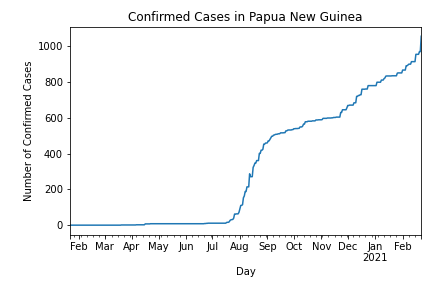 Confirmed Cases in Papua New Guinea
Number of Confirmed Cases
1000
800
600
400
200
0
Feb Mar Apr May Jun Jul Aug Sep Oct Nov Dec Jan Feb
2021
Day